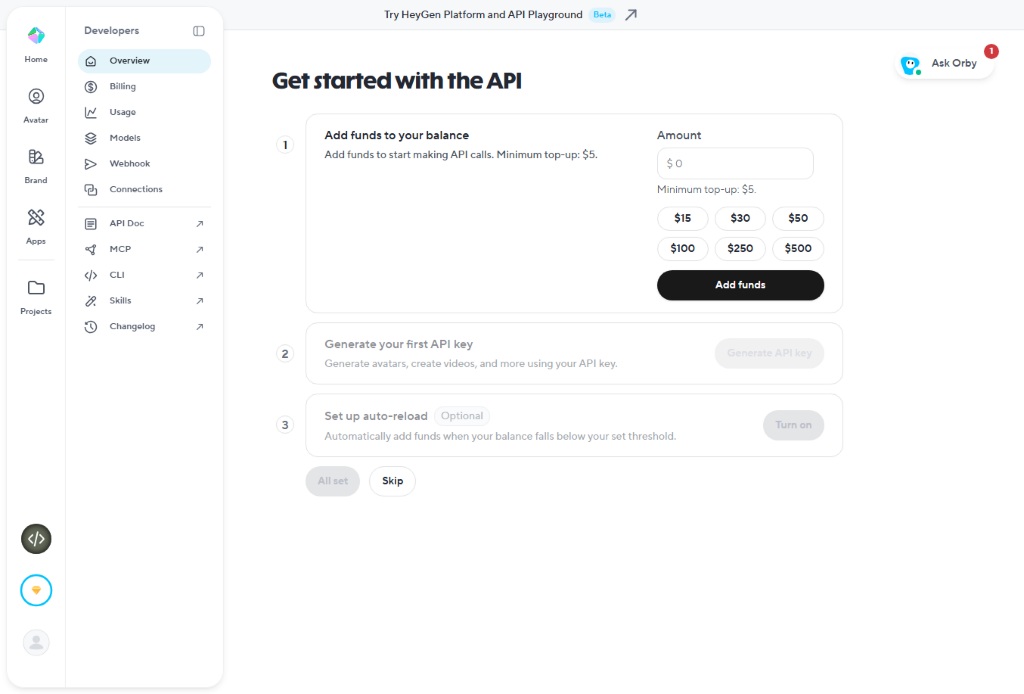 Try HeyGen Platform and API Playground Beta
Home
Avatar
Brand
Apps
Projects
Developers
Overview
Billing
Usage
Models
Webhook
Connections
API Doc
MCP
CLI
Skills
Changelog
Ask Orby
1
Get started with the API
1
Add funds to your balance
Add funds to start making API calls. Minimum top-up: $5.
Amount
$ 0
Minimum top-up: $5.
$15 $30 $50
$100 $250 $500
Add funds
2
Generate your first API key
Generate avatars, create videos, and more using your API key.
Generate API key
3
Set up auto-reload Optional
Automatically add funds when your balance falls below your set threshold.
Turn on
All set Skip